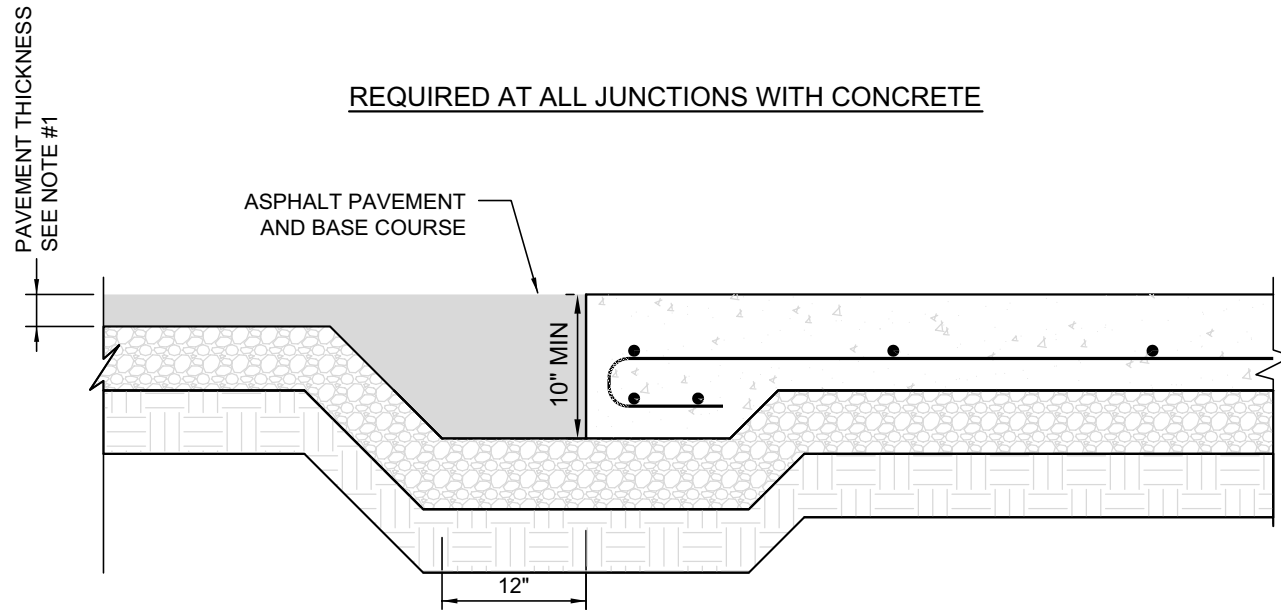 PAVEMENT THICKNESS
SEE NOTE #1
REQUIRED AT ALL JUNCTIONS WITH CONCRETE
ASPHALT PAVEMENT
AND BASE COURSE
10" MIN
12"